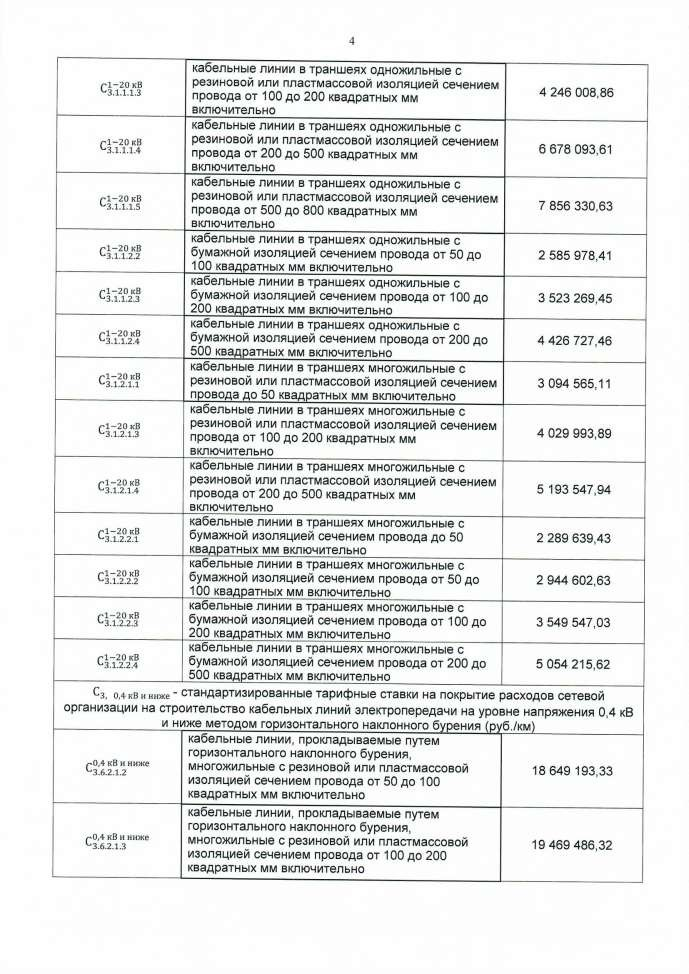 4
кабельные линии в траншеях одножильные с
резиновой или пластмассовой изоляцией сечением
провода от 100 до 200 квадратных мм
включительно
С 1−20 кВ 3.1.1.1.3
4 246 008,86
кабельные линии в траншеях одножильные с
резиновой или пластмассовой изоляцией сечением
провода от 200 до 500 квадратных мм
включительно
С 1−20 кВ 3.1.1.1.4
6 678 093,61
кабельные линии в траншеях одножильные с
резиновой или пластмассовой изоляцией сечением
провода от 500 до 800 квадратных мм
включительно
С 1−20 кВ 3.1.1.1.5
7 856 330,63
кабельные линии в траншеях одножильные с
бумажной изоляцией сечением провода от 50 до
100 квадратных мм включительно
С 1−20 кВ 3.1.1.2.2
2 585 978,41
кабельные линии в траншеях одножильные с
бумажной изоляцией сечением провода от 100 до
200 квадратных мм включительно
С 1−20 кВ 3.1.1.2.3
3 523 269,45
кабельные линии в траншеях одножильные с
бумажной изоляцией сечением провода от 200 до
500 квадратных мм включительно
С 1−20 кВ 3.1.1.2.4
4 426 727,46
кабельные линии в траншеях многожильные с
резиновой или пластмассовой изоляцией сечением
провода до 50 квадратных мм включительно
С 1−20 кВ 3.1.2.1.1
3 094 565,11
кабельные линии в траншеях многожильные с
резиновой или пластмассовой изоляцией сечением
провода от 100 до 200 квадратных мм
включительно
С 1−20 кВ 3.1.2.1.3
4 029 993,89
кабельные линии в траншеях многожильные с
резиновой или пластмассовой изоляцией сечением
провода от 200 до 500 квадратных мм
включительно
С 1−20 кВ 3.1.2.1.4
5 193 547,94
кабельные линии в траншеях многожильные с
бумажной изоляцией сечением провода до 50
квадратных мм включительно
С 1−20 кВ 3.1.2.2.1
2 289 639,43
кабельные линии в траншеях многожильные с
бумажной изоляцией сечением провода от 50 до
100 квадратных мм включительно
С 1−20 кВ 3.1.2.2.2
2 944 602,63
кабельные линии в траншеях многожильные с
бумажной изоляцией сечением провода от 100 до
200 квадратных мм включительно
С 1−20 кВ 3.1.2.2.3
3 549 547,03
кабельные линии в траншеях многожильные с
бумажной изоляцией сечением провода от 200 до
500 квадратных мм включительно
С 1−20 кВ 3.1.2.2.4
5 054 215,62
С3, 0,4 кВ и ниже - стандартизированные тарифные ставки на покрытие расходов сетевой
организации на строительство кабельных линий электропередачи на уровне напряжения 0,4 кВ
и ниже методом горизонтального наклонного бурения (руб./км)
кабельные линии, прокладываемые путем
горизонтального наклонного бурения,
многожильные с резиновой или пластмассовой
изоляцией сечением провода от 50 до 100
квадратных мм включительно
С 0,4 кВ и ниже 3.6.2.1.2
18 649 193,33
кабельные линии, прокладываемые путем
горизонтального наклонного бурения,
многожильные с резиновой или пластмассовой
изоляцией сечением провода от 100 до 200
квадратных мм включительно
С 0,4 кВ и ниже 3.6.2.1.3
19 469 486,32